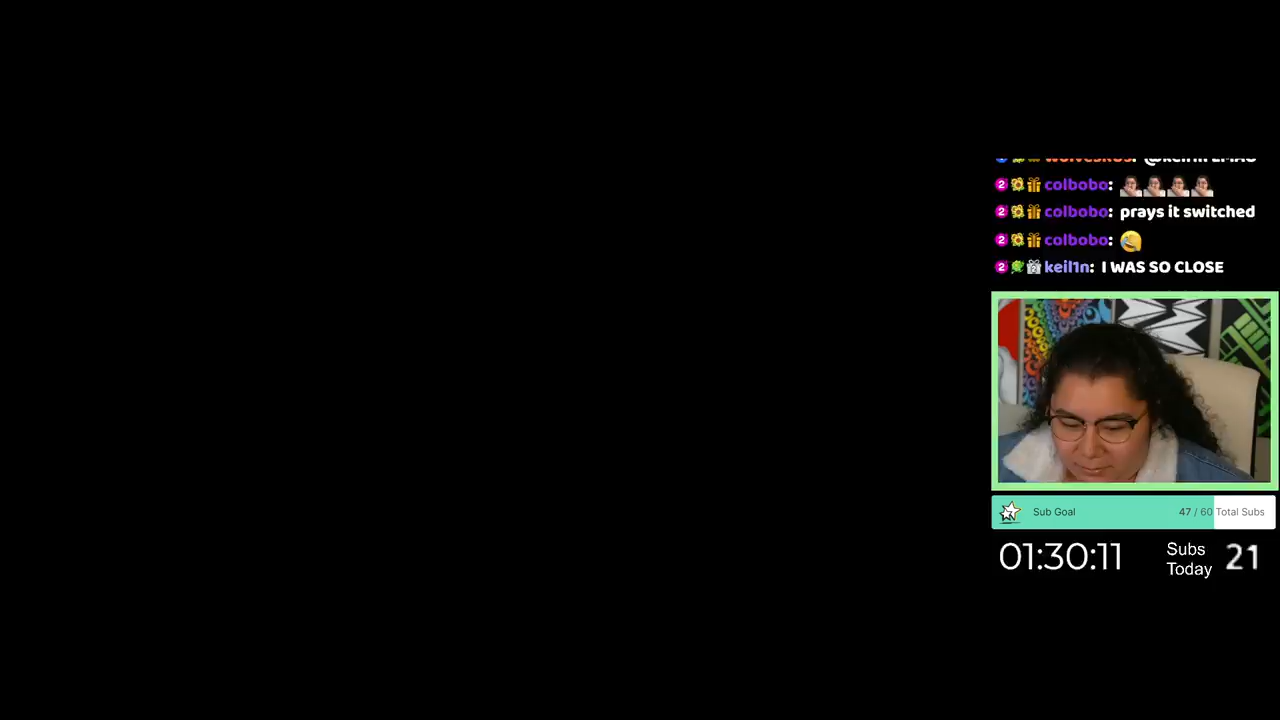 colbobo:
colbobo: prays it switched
colbobo:
keil1n: I WAS SO CLOSE
Sub Goal 47 / 60 Total Subs
01:30:11 Subs Today 21